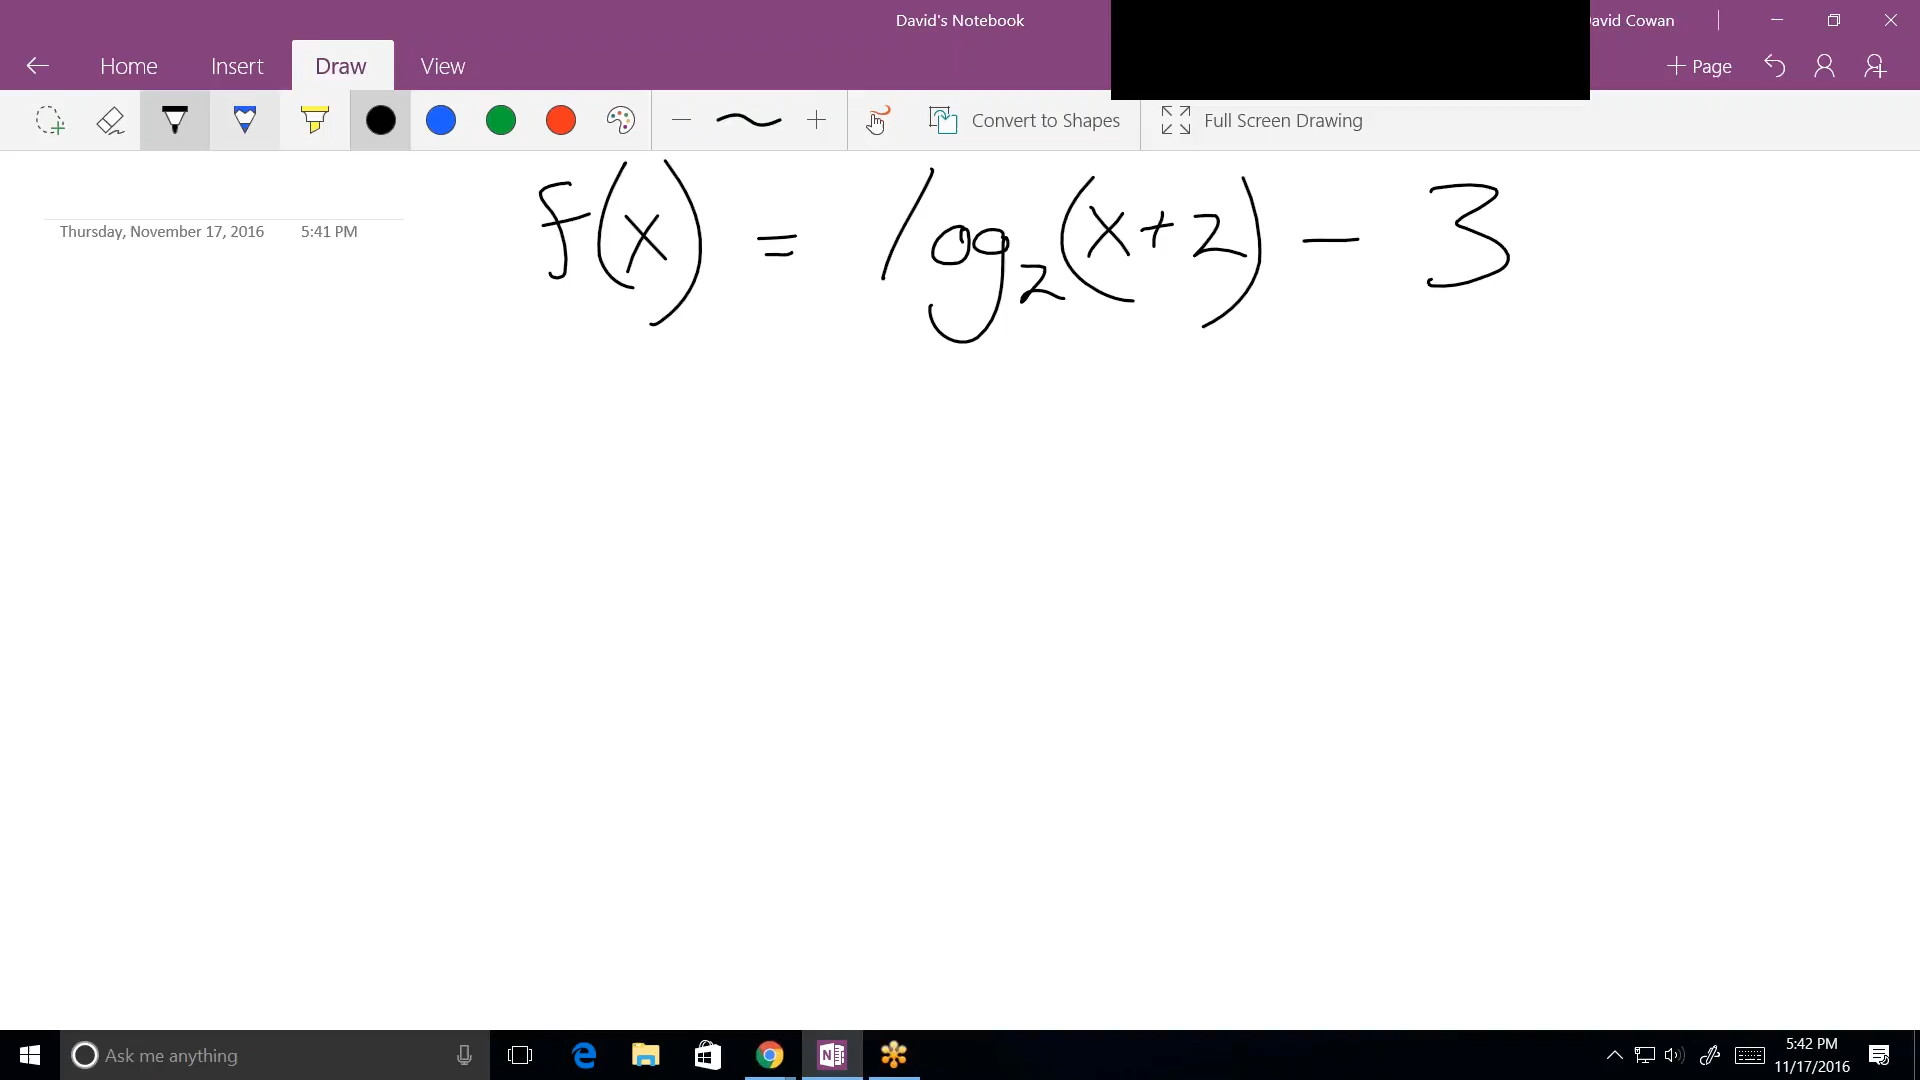 David's Notebook
avid Cowan
Home Insert Draw View
Page
Convert to Shapes Full Screen Drawing
f(x) = log₂(x+2) - 3
Thursday, November 17, 2016 5:41 PM
Ask me anything
5:42 PM
11/17/2016